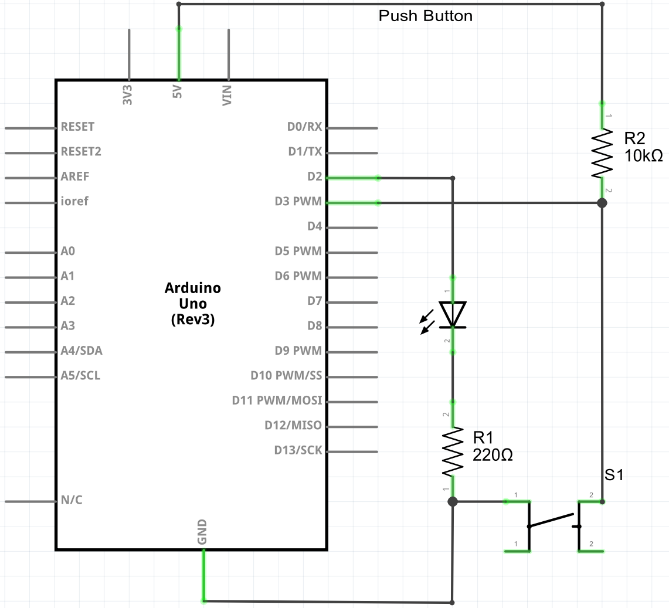 Push Button
3V3
5V
VIN
RESET
RESET2
AREF
ioref
A0
A1
A2
A3
A4/SDA
A5/SCL
N/C
GND
Arduino
Uno
(Rev3)
D0/RX
D1/TX
D2
D3 PWM
D4
D5 PWM
D6 PWM
D7
D8
D9 PWM
D10 PWM/SS
D11 PWM/MOSI
D12/MISO
D13/SCK
1
R2
10kΩ
2
1
2
2
R1
220Ω
1
S1
1
2
1
2